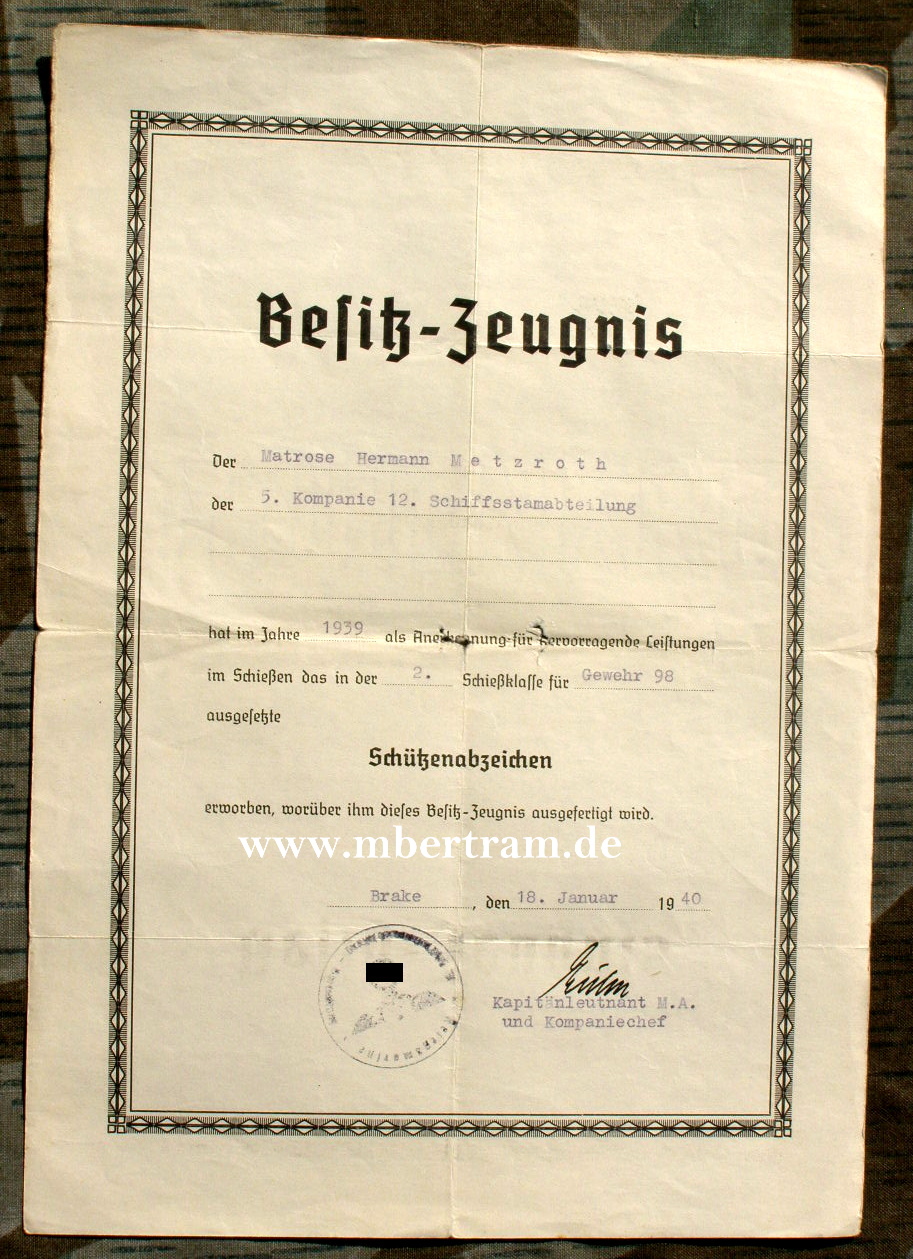 Besitz-Zeugnis
Der Matrose Hermann Metzroth
der 5. Kompanie 12. Schiffsstamabteilung
hat im Jahre 1939 als Anerkennung für hervorragende Leistungen
im Schießen das in der 2. Schießklasse für Gewehr 98
ausgesetzte
Schützenabzeichen
erworben, worüber ihm dieses Besitz-Zeugnis ausgefertigt wird.
www.mbertram.de
Brake, den 18. Januar 1940
Kapitänleutnant M.A.
und Kompaniechef